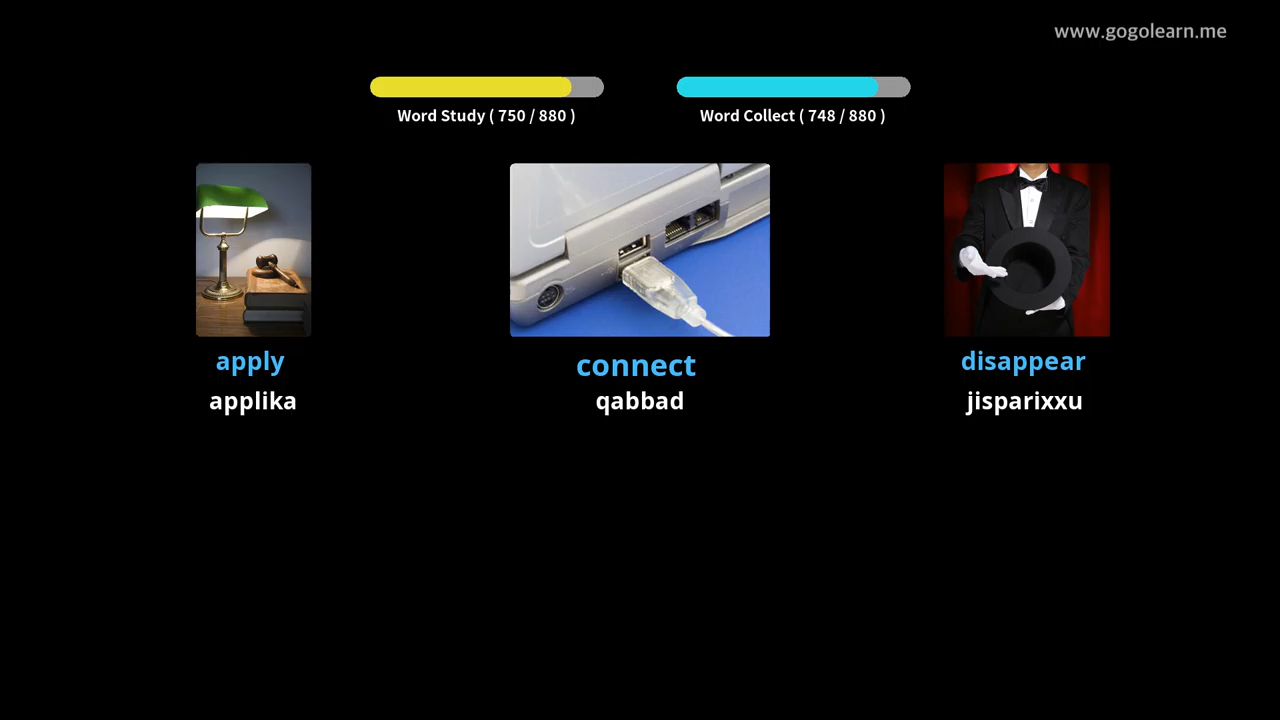 www.gogolearn.me
Word Study ( 750 / 880 )
Word Collect ( 748 / 880 )
apply
connect
disappear
applika
qabbad
jisparixxu